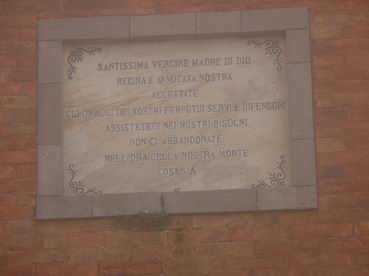 SANTISSIMA VERGINE MADRE DI DIO
REGINA E AVVOCATA NOSTRA
ACCETTATE
GLI OMAGGI DEI VOSTRI PERPETUI SERVI E DIFENSORI
ASSISTETECI NEI NOSTRI BISOGNI
NON CI ABBANDONATE
NELL'ORA DELLA NOSTRA MORTE
COSI SIA